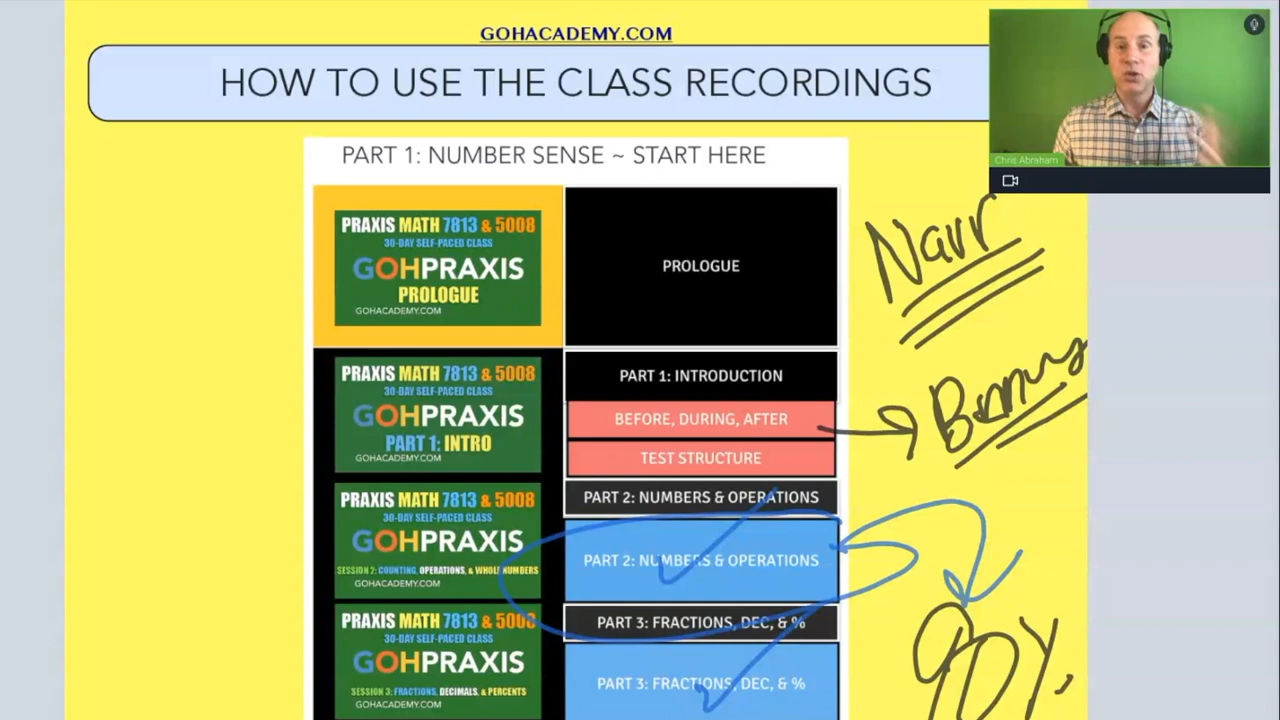 GOHACADEMY.COM
HOW TO USE THE CLASS RECORDINGS
Chris Abraham
PART 1: NUMBER SENSE ~ START HERE
PRAXIS MATH 7813 & 5008
30-DAY SELF-PACED CLASS
GOHPRAXIS
PROLOGUE
GOHACADEMY.COM
PROLOGUE
Narr
PRAXIS MATH 7813 & 5008
30-DAY SELF-PACED CLASS
GOHPRAXIS
PART 1: INTRO
GOHACADEMY.COM
PART 1: INTRODUCTION
BEFORE, DURING, AFTER
TEST STRUCTURE
Bonus
PRAXIS MATH 7813 & 5008
30-DAY SELF-PACED CLASS
GOHPRAXIS
SESSION 2: COUNTING, OPERATIONS, & WHOLE NUMBERS
GOHACADEMY.COM
PART 2: NUMBERS & OPERATIONS
PART 2: NUMBERS & OPERATIONS
PRAXIS MATH 7813 & 5008
30-DAY SELF-PACED CLASS
GOHPRAXIS
SESSION 3: FRACTIONS, DECIMALS, & PERCENTS
GOHACADEMY.COM
PART 3: FRACTIONS, DEC, & %
PART 3: FRACTIONS, DEC, & %